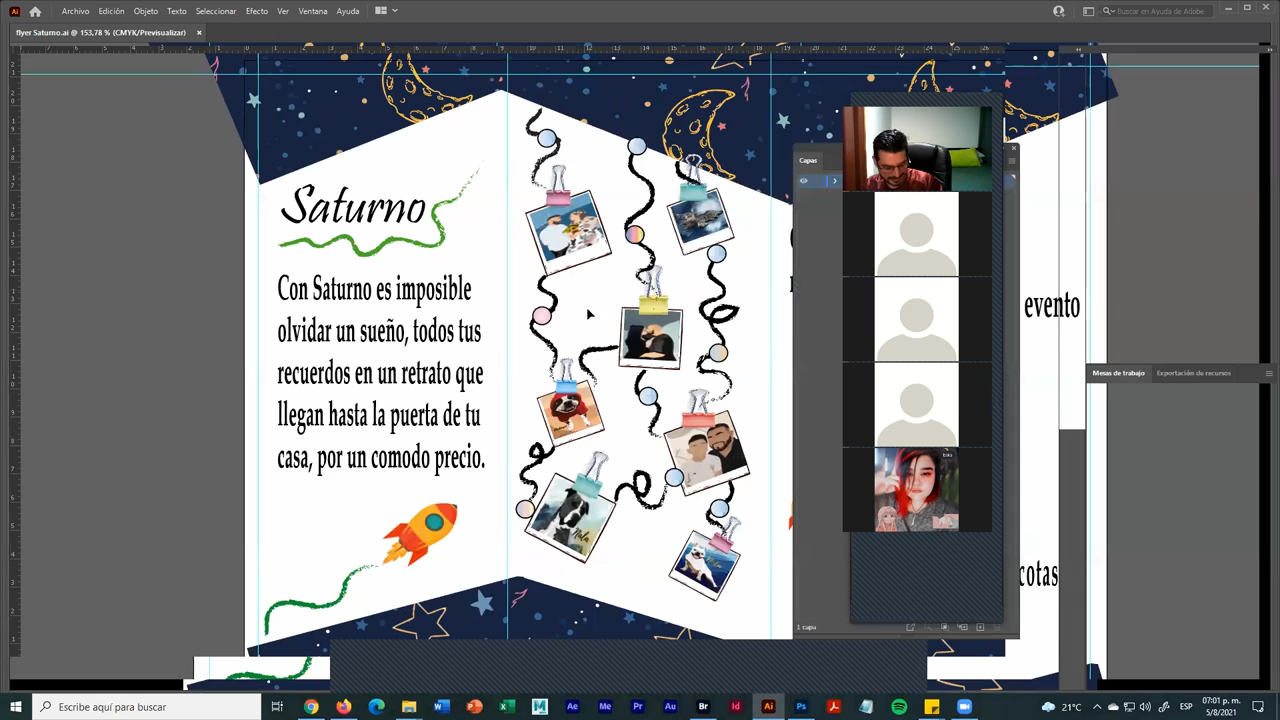 Archivo Edición Objeto Texto Seleccionar Efecto Ver Ventana Ayuda
Buscar en Ayuda de Adobe
flyer Saturno.ai @ 153,78 % (CMYK/Previsualizar) ×
Saturno
Con Saturno es imposible
olvidar un sueño, todos tus
recuerdos en un retrato que
llegan hasta la puerta de tu
casa, por un comodo precio.
Nala
Capas
evento
Mesas de trabajo Exportación de recursos
cotas
1 capa
Escribe aquí para buscar
21°C ESP 07:01 p. m.
5/8/2021